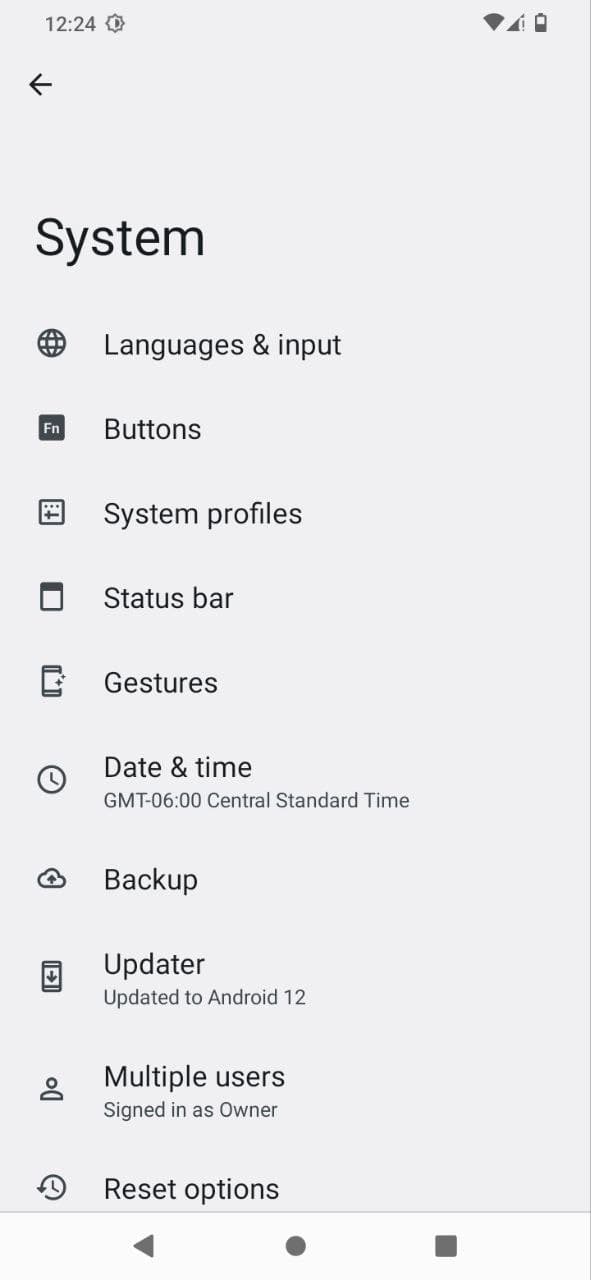 12:24
System
Languages & input
Fn
Buttons
System profiles
Status bar
Gestures
Date & time
GMT-06:00 Central Standard Time
Backup
Updater
Updated to Android 12
Multiple users
Signed in as Owner
Reset options